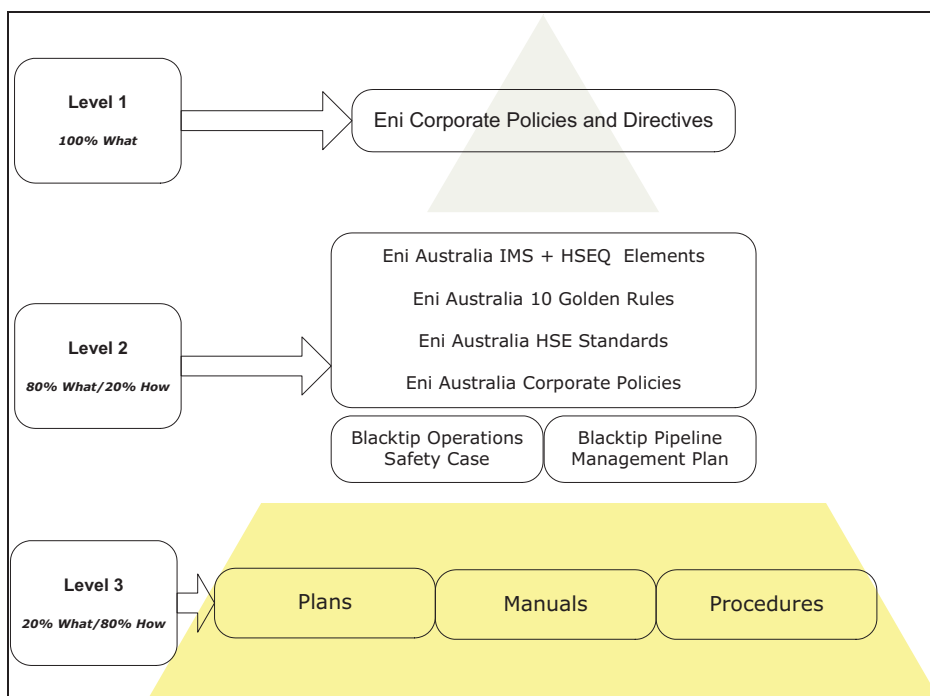 Level 1
100% What
Eni Corporate Policies and Directives
Level 2
80% What/20% How
Eni Australia IMS + HSEQ Elements
Eni Australia 10 Golden Rules
Eni Australia HSE Standards
Eni Australia Corporate Policies
Blacktip Operations
Safety Case
Blacktip Pipeline
Management Plan
Level 3
20% What/80% How
Plans
Manuals
Procedures